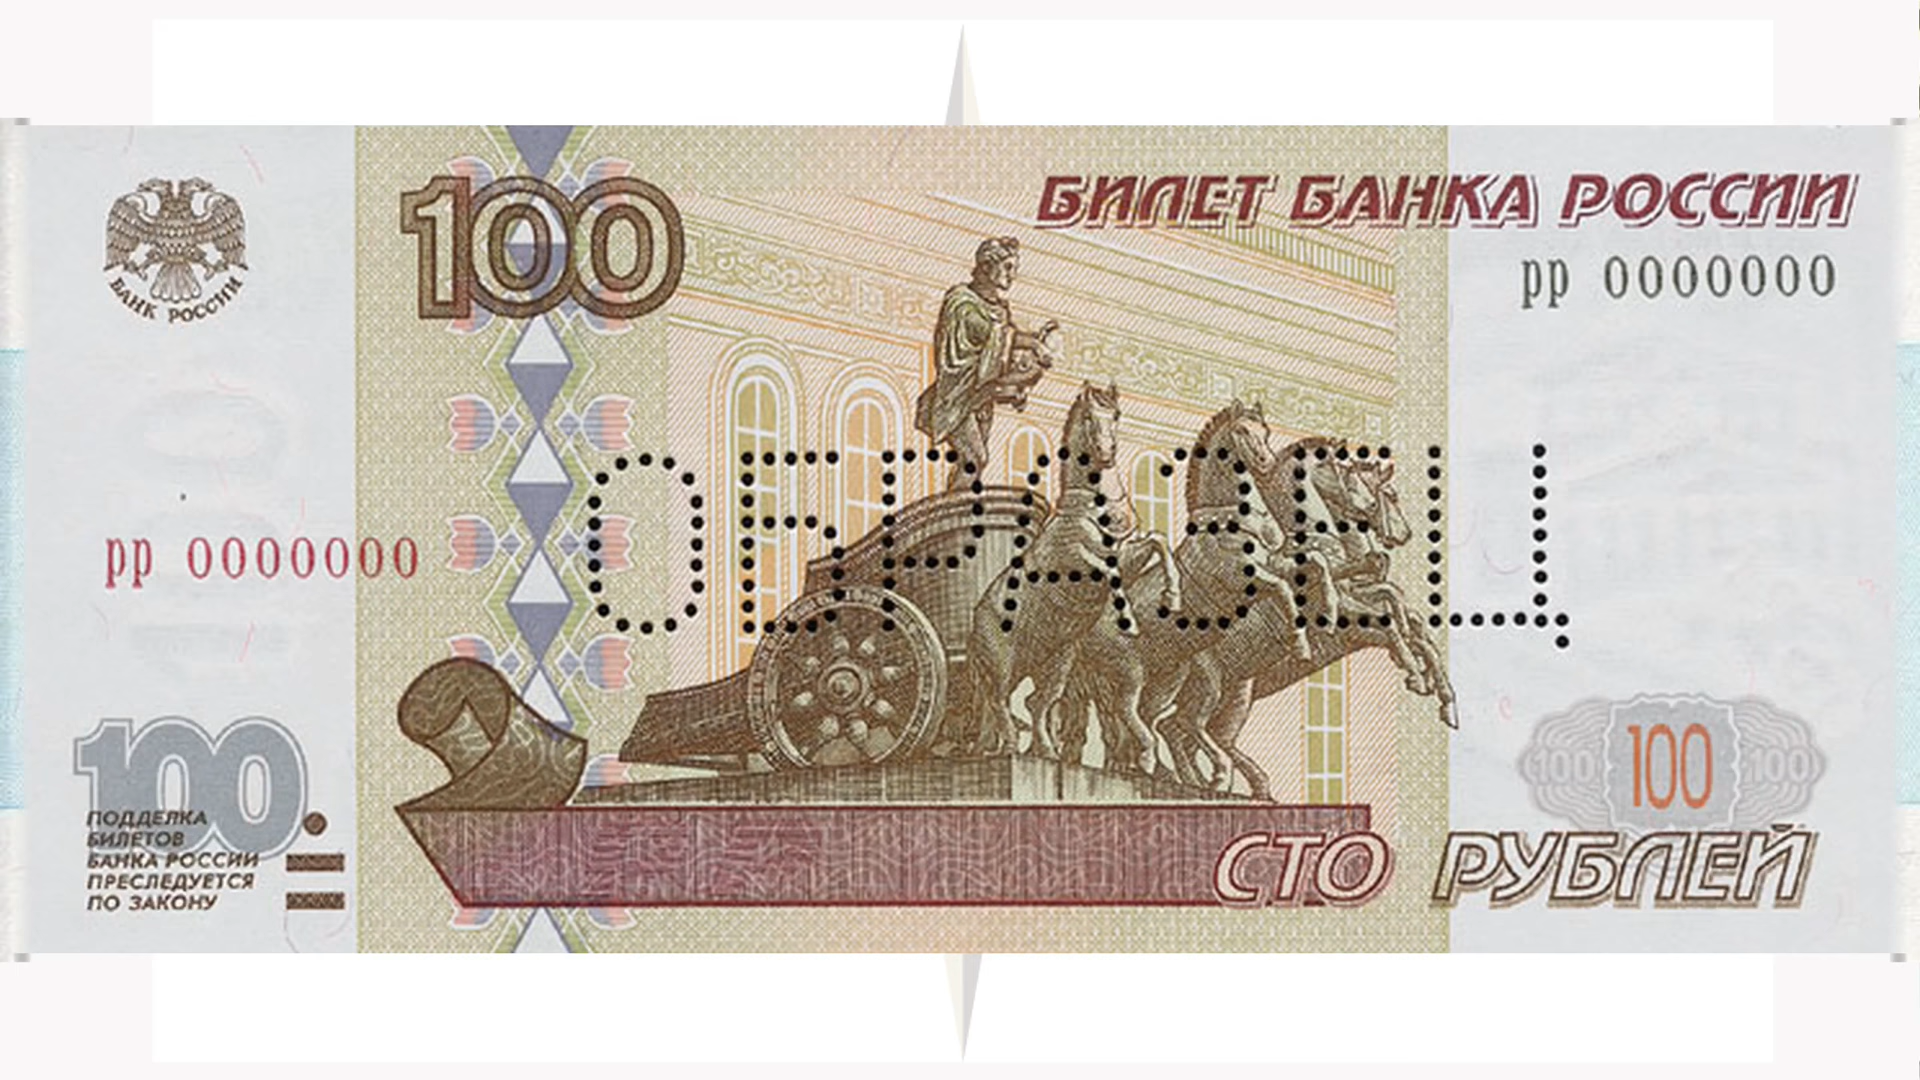 100
БИЛЕТ БАНКА РОССИИ
БАНК РОССИИ
рр 0000000
ОБРАЗЕЦ
рр 0000000
100
100 100 100
ПОДДЕЛКА
БИЛЕТОВ
БАНКА РОССИИ
ПРЕСЛЕДУЕТСЯ
ПО ЗАКОНУ
СТО РУБЛЕЙ